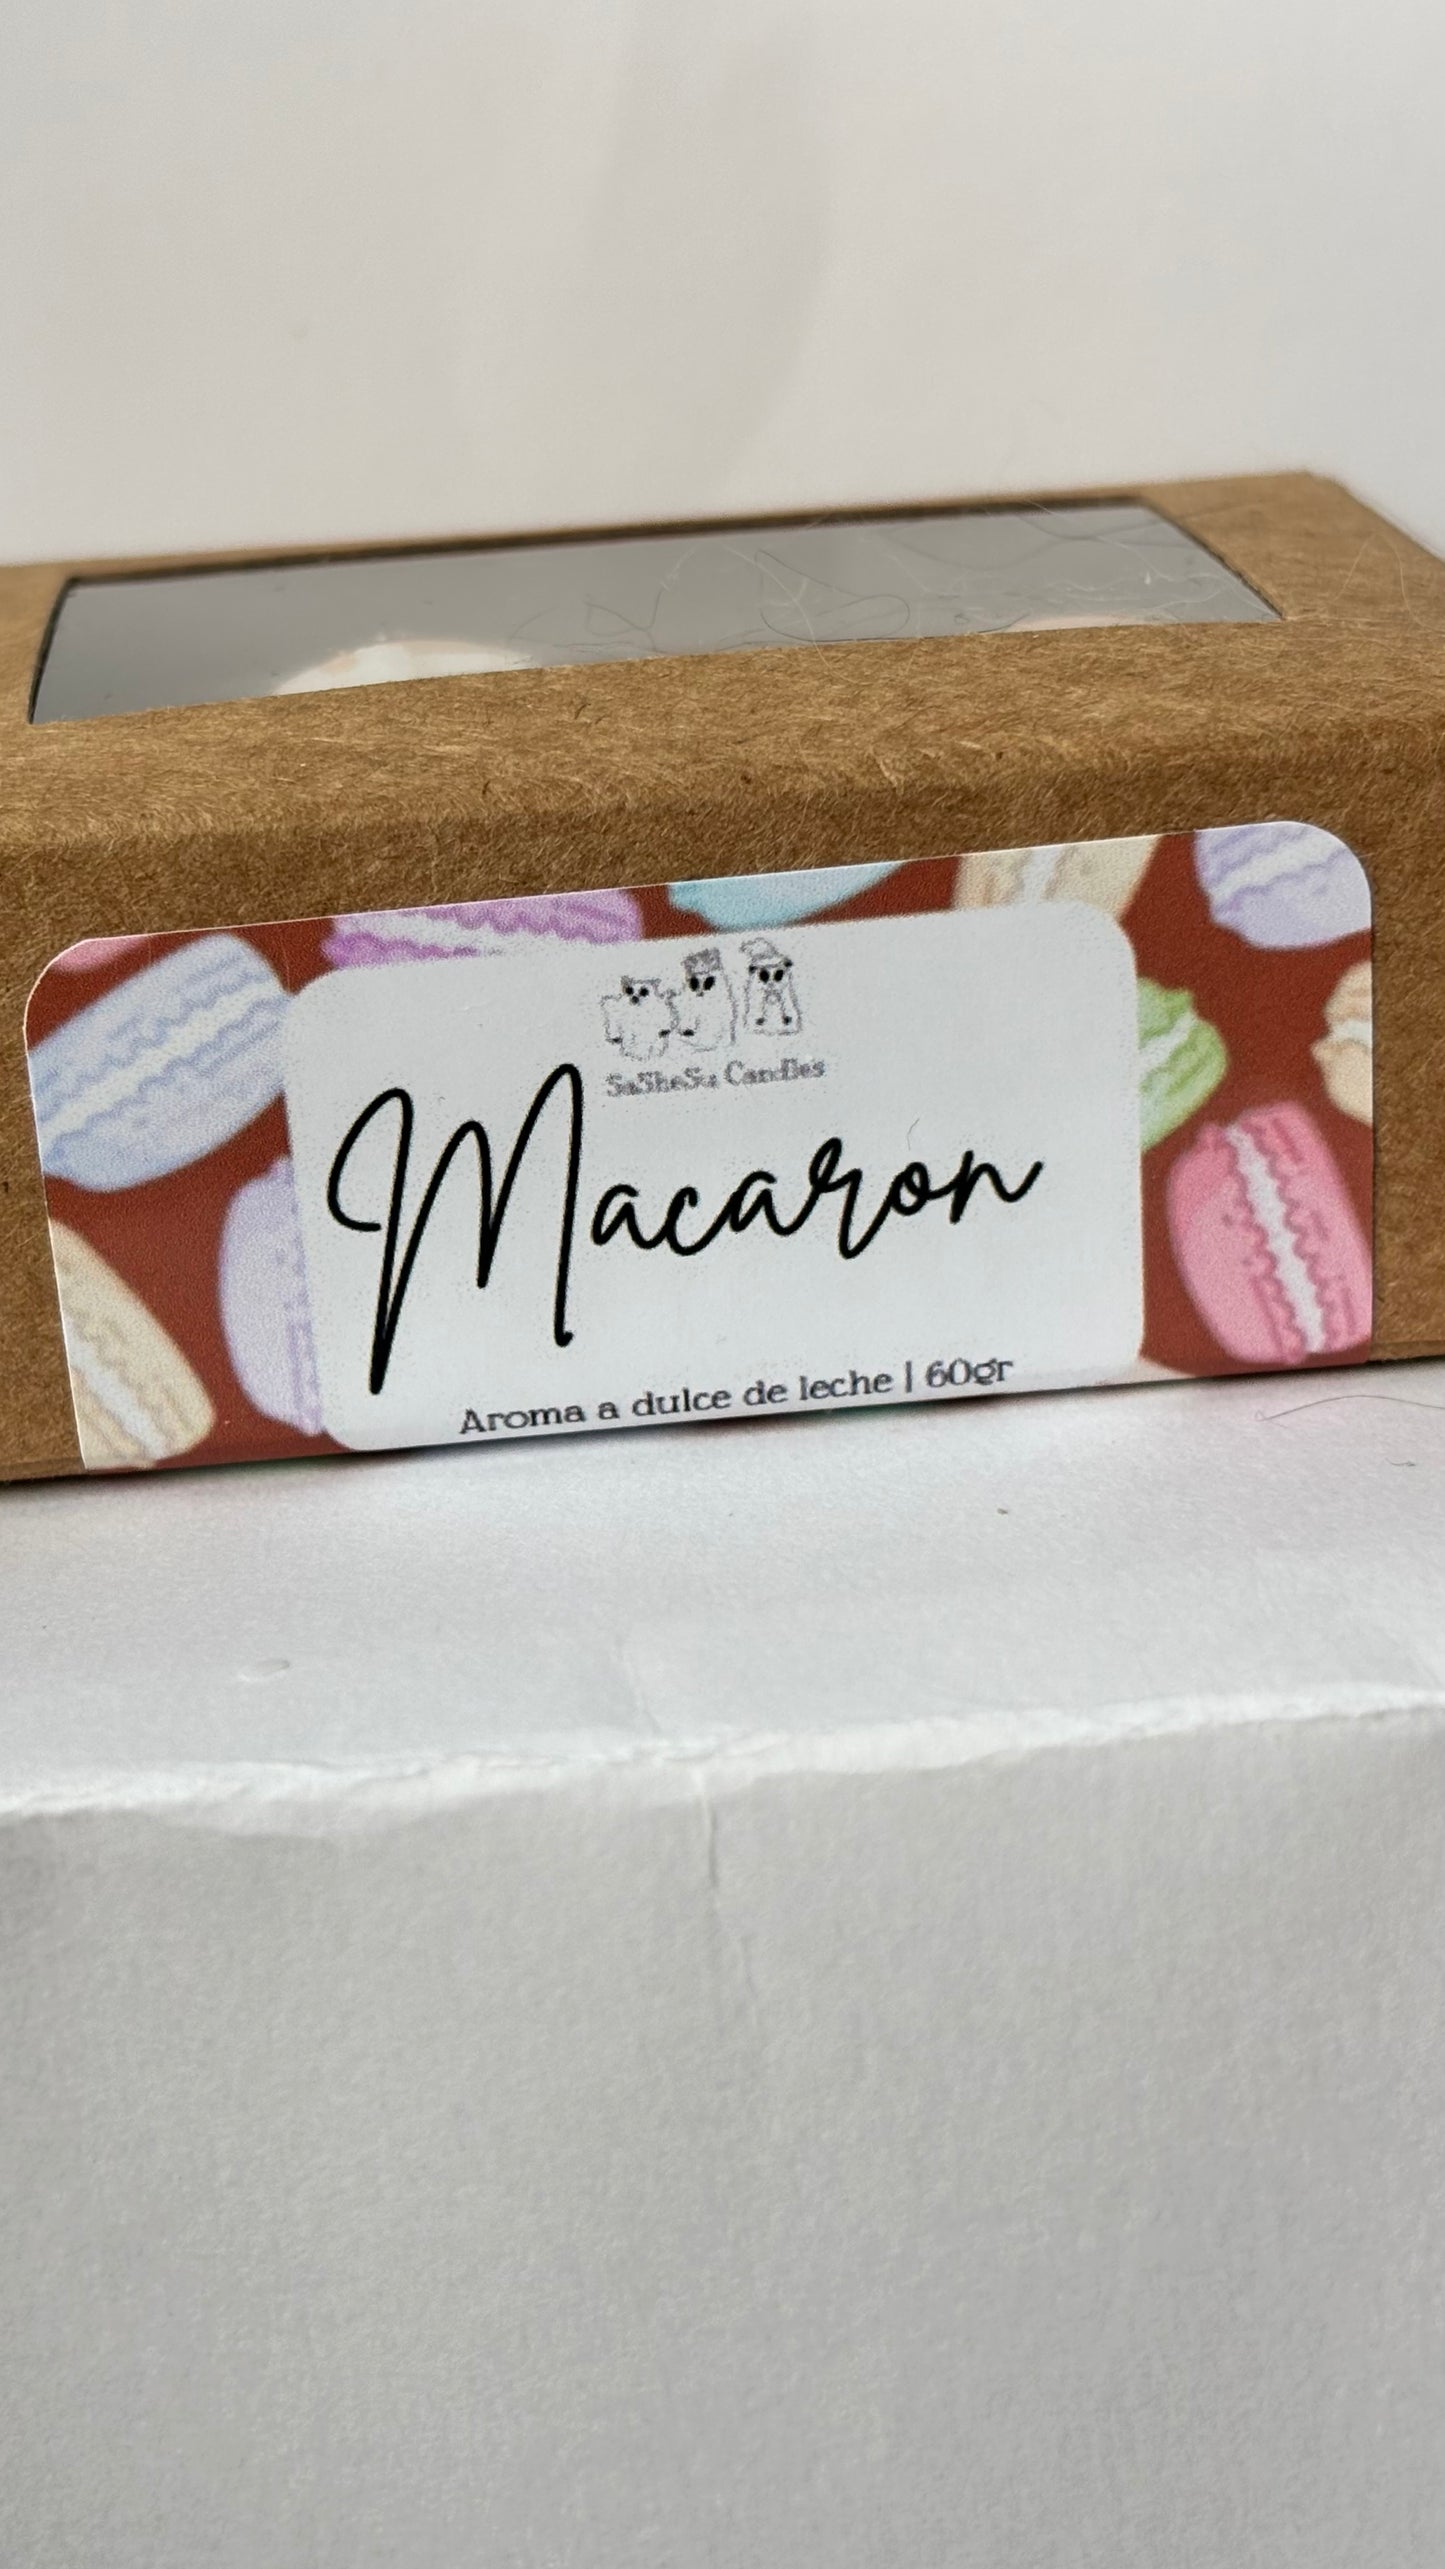 SaSheSu Candles
Macaron
Aroma a dulce de leche | 60gr